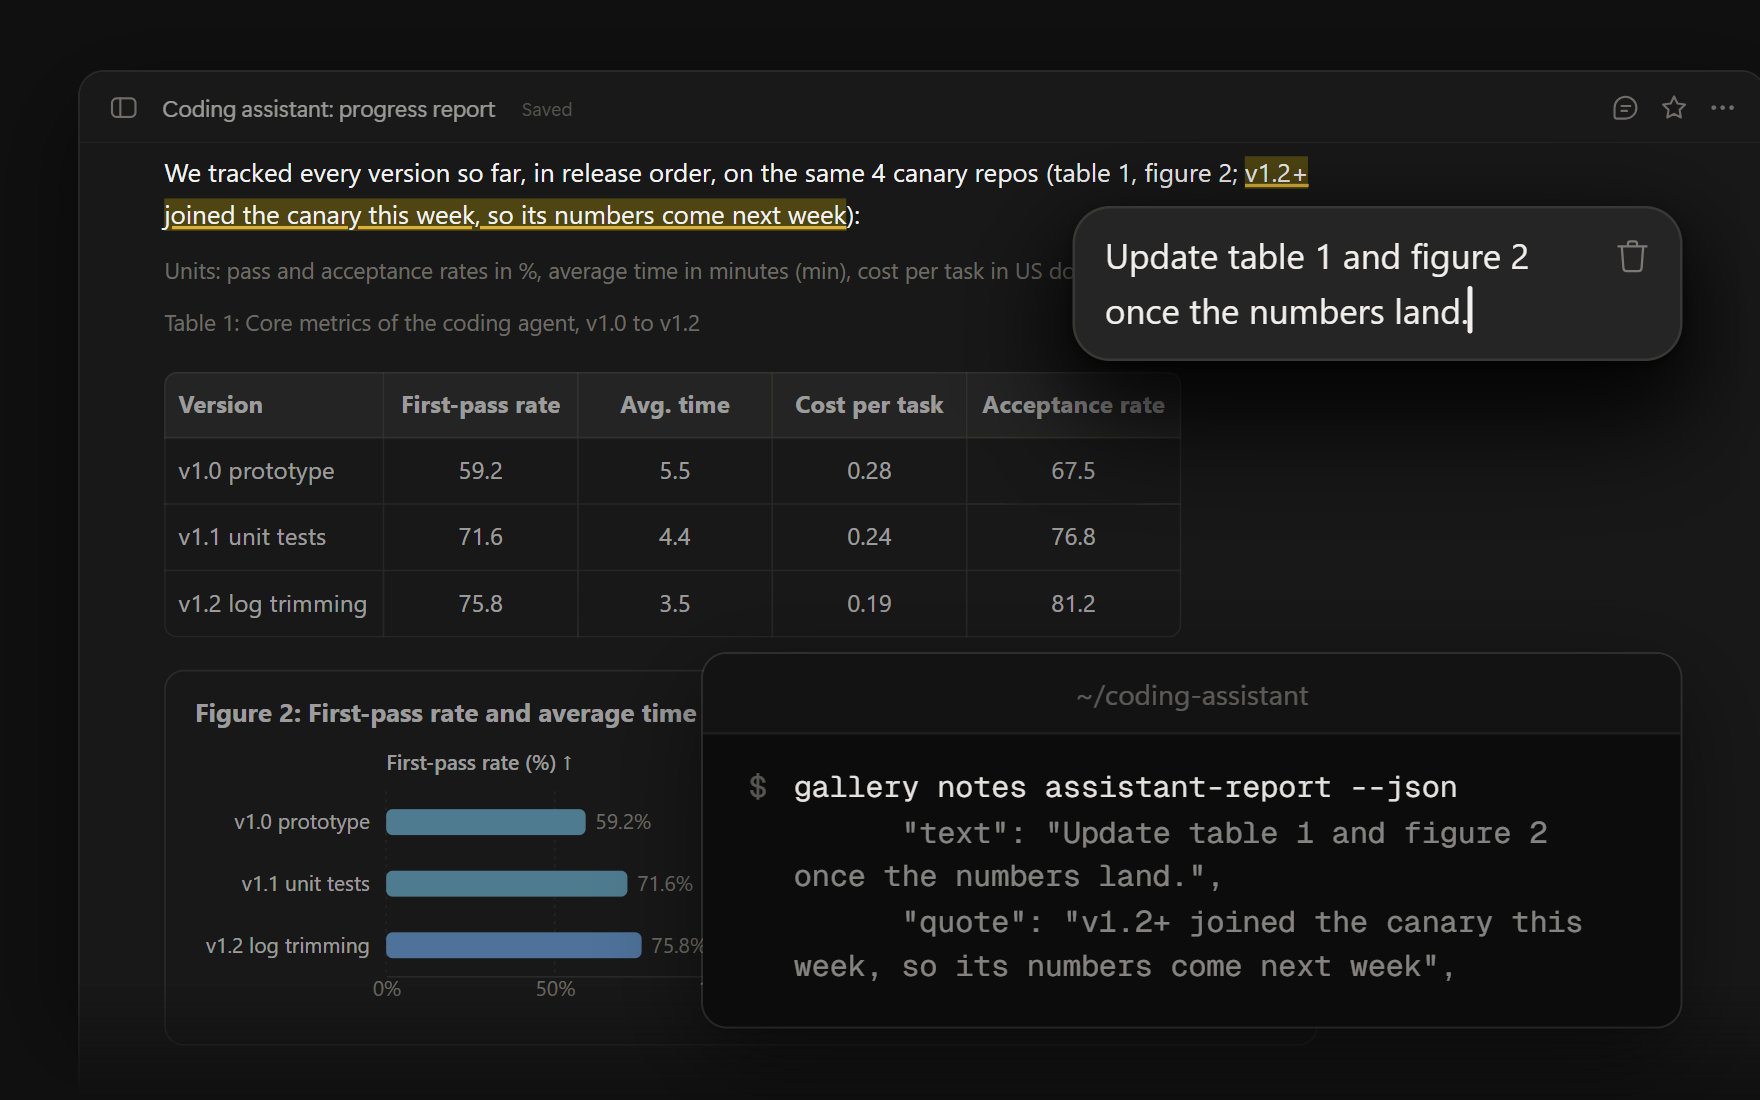 Coding assistant: progress report Saved
We tracked every version so far, in release order, on the same 4 canary repos (table 1, figure 2; v1.2+
joined the canary this week, so its numbers come next week):
Update table 1 and figure 2
once the numbers land.
Units: pass and acceptance rates in %, average time in minutes (min), cost per task in US
Table 1: Core metrics of the coding agent, v1.0 to v1.2
Version First-pass rate Avg. time Cost per task Acceptance rate
v1.0 prototype 59.2 5.5 0.28 67.5
v1.1 unit tests 71.6 4.4 0.24 76.8
v1.2 log trimming 75.8 3.5 0.19 81.2
Figure 2: First-pass rate and average time
First-pass rate (%) ↑
v1.0 prototype 59.2%
v1.1 unit tests 71.6%
v1.2 log trimming 75.8%
0% 50%
~/coding-assistant
$ gallery notes assistant-report --json
"text": "Update table 1 and figure 2
once the numbers land.",
"quote": "v1.2+ joined the canary this
week, so its numbers come next week",